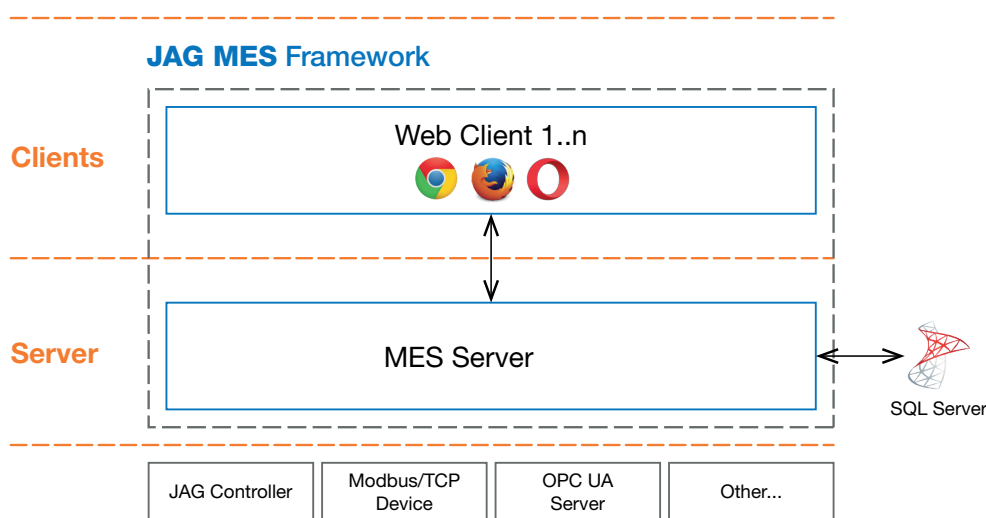 JAG MES Framework
Clients
Web Client 1..n
Server
MES Server
SQL Server
JAG Controller
Modbus/TCP
Device
OPC UA
Server
Other...